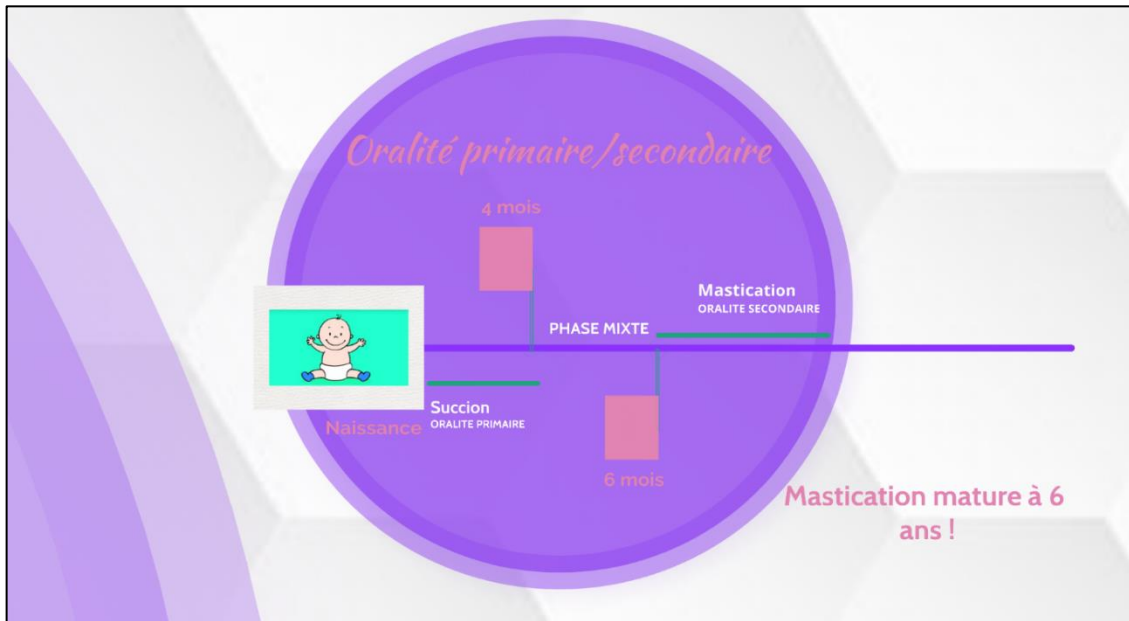 Oralité primaire/secondaire
4 mois
Mastication
ORALITE SECONDAIRE
PHASE MIXTE
Succion
ORALITE PRIMAIRE
Naissance
6 mois
Mastication mature à 6
ans !